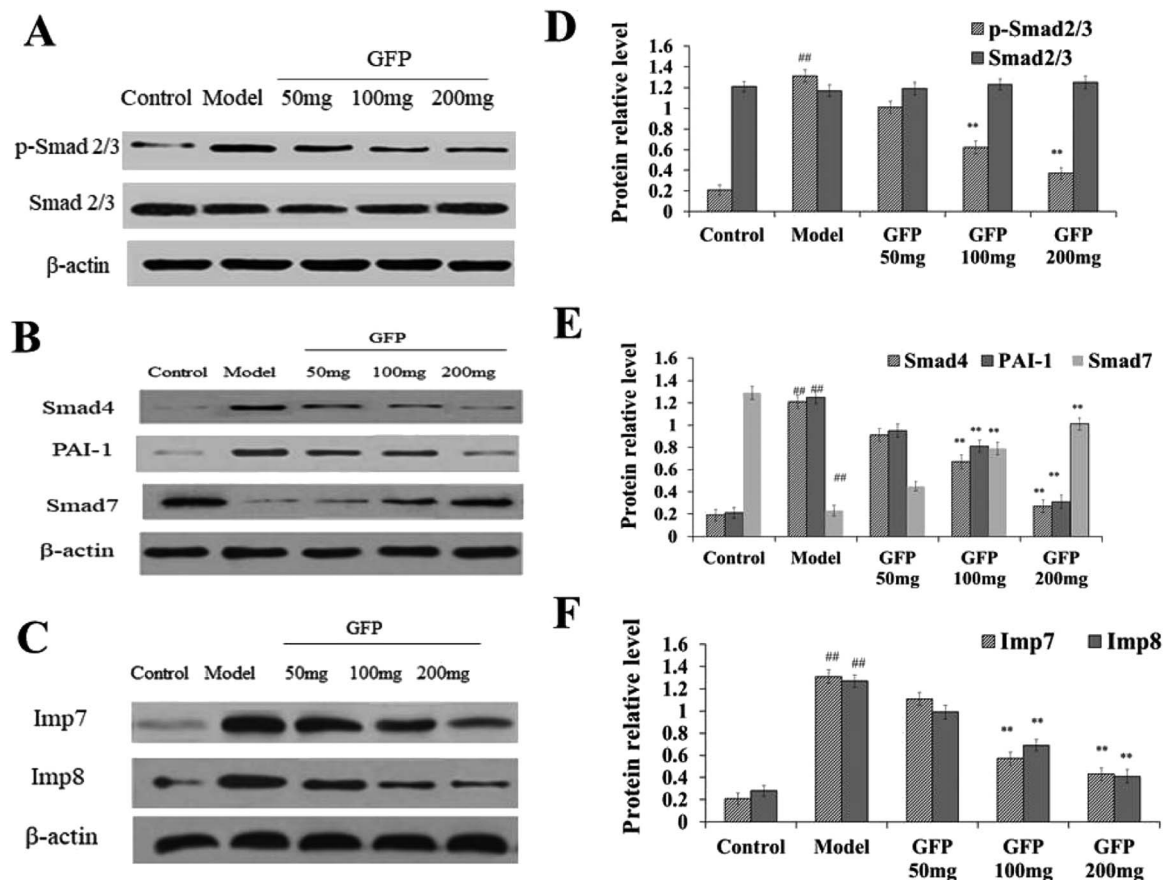 A
GFP
Control Model 50mg 100mg 200mg
p-Smad 2/3
Smad 2/3
β-actin
B
GFP
Control Model 50mg 100mg 200mg
Smad4
PAI-1
Smad7
β-actin
C
GFP
Control Model 50mg 100mg 200mg
Imp7
Imp8
β-actin
D
p-Smad2/3
Smad2/3
Protein relative level
1.6
1.4
1.2
1
0.8
0.6
0.4
0.2
0
##
**
**
Control Model GFP GFP GFP
50mg 100mg 200mg
E
Smad4 PAI-1 Smad7
Protein relative level
1.6
1.4
1.2
1
0.8
0.6
0.4
0.2
0
## ##
##
** ** **
** ** **
Control Model GFP GFP GFP
50mg 100mg 200mg
F
Imp7 Imp8
Protein relative level
1.6
1.4
1.2
1
0.8
0.6
0.4
0.2
0
## ##
** **
** **
Control Model GFP GFP GFP
50mg 100mg 200mg